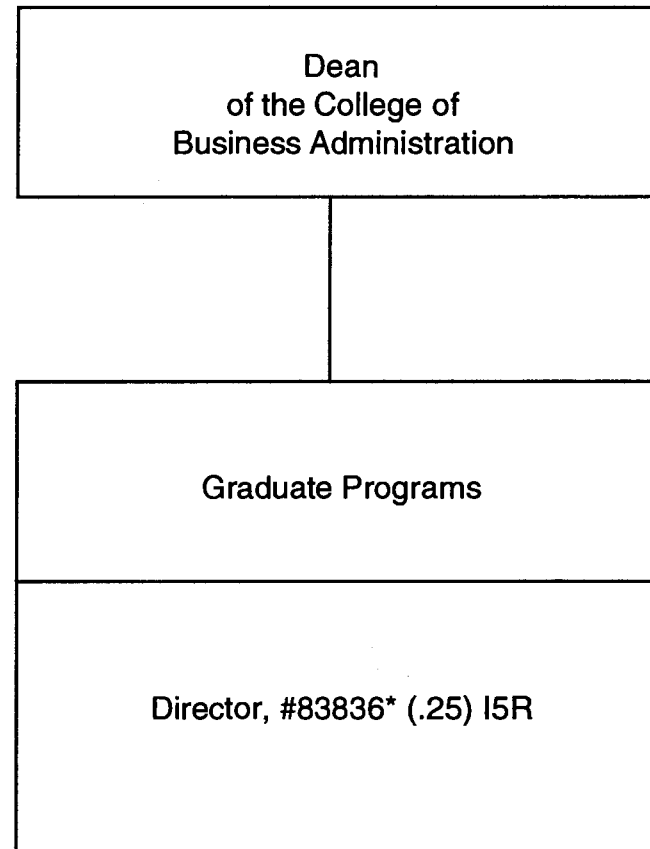 Dean
of the College of
Business Administration
Graduate Programs
Director, #83836* (.25) I5R